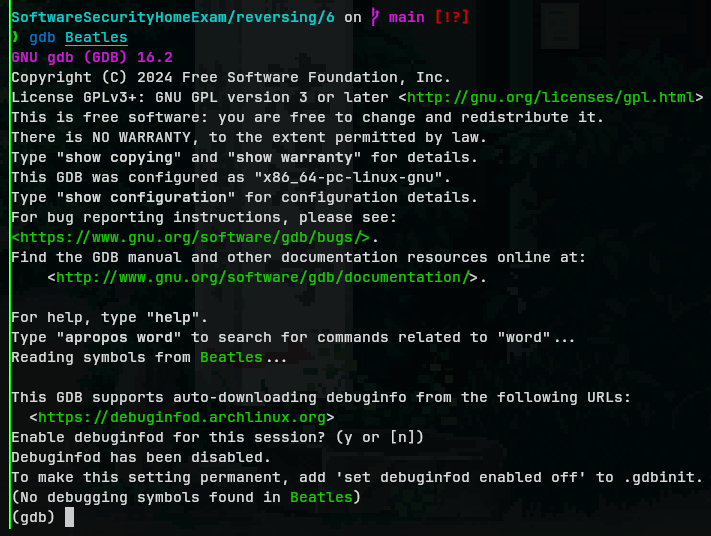 SoftwareSecurityHomeExam/reversing/6 on main [!?]
❱ gdb Beatles
GNU gdb (GDB) 16.2
Copyright (C) 2024 Free Software Foundation, Inc.
License GPLv3+: GNU GPL version 3 or later <http://gnu.org/licenses/gpl.html>
This is free software: you are free to change and redistribute it.
There is NO WARRANTY, to the extent permitted by law.
Type "show copying" and "show warranty" for details.
This GDB was configured as "x86_64-pc-linux-gnu".
Type "show configuration" for configuration details.
For bug reporting instructions, please see:
<https://www.gnu.org/software/gdb/bugs/>.
Find the GDB manual and other documentation resources online at:
    <http://www.gnu.org/software/gdb/documentation/>.

For help, type "help".
Type "apropos word" to search for commands related to "word"...
Reading symbols from Beatles...

This GDB supports auto-downloading debuginfo from the following URLs:
  <https://debuginfod.archlinux.org>
Enable debuginfod for this session? (y or [n])
Debuginfod has been disabled.
To make this setting permanent, add 'set debuginfod enabled off' to .gdbinit.
(No debugging symbols found in Beatles)
(gdb)